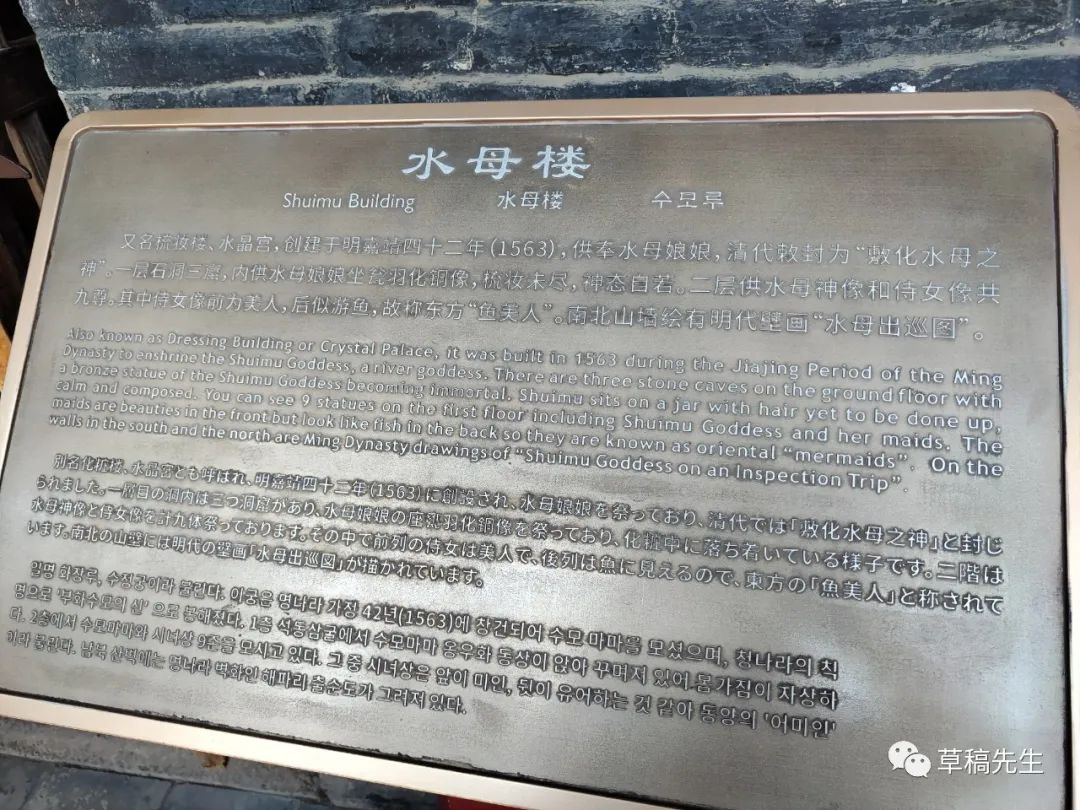 水母楼
Shuimu Building 水母楼 수모루
又名梳妆楼、水晶宫，创建于明嘉靖四十二年(1563)，供奉水母娘娘，清代敕封为“敷化水母之
神”。一层石洞三窟，内供水母娘娘坐瓮羽化铜像，梳妆未尽，神态自若。二层供水母神像和侍女像共
九尊。其中侍女像前为美人，后似游鱼，故称东方“鱼美人”。南北山墙绘有明代壁画“水母出巡图”。
Also known as Dressing Building or Crystal Palace, it was built in 1563 during the Jiajing Period of the Ming
Dynasty to enshrine the Shuimu Goddess, a river goddess. There are three stone caves on the ground floor with
a bronze statue of the Shuimu Goddess becoming immortal. Shuimu sits on a jar with hair yet to be done up,
calm and composed. You can see 9 statues on the first floor including Shuimu Goddess and her maids. The
maids are beauties in the front but look like fish in the back so they are known as oriental “mermaids”. On the
walls in the south and the north are Ming Dynasty drawings of “Shuimu Goddess on an Inspection Trip”.
別名化粧楼、水晶宮とも呼ばれ、明嘉靖四十二年(1563)に創設され、水母娘娘を祭っており、清代では「敷化水母之神」と封じ
られました。一層目の洞内は三つ洞窟があり、水母娘娘の座甕羽化銅像を祭っており、化粧中に落ち着いている様子です。二階は
水母神像と侍女像を計九体祭っております。その中で前列の侍女は美人で、後列は魚に見えるので、東方の「魚美人」と称されて
います。南北の山壁には明代の壁画「水母出巡図」が描かれています。
일명 화장루, 수정궁이라 불린다. 이궁은 명나라 가정 42년(1563)에 창건되어 수모 마마를 모셨으며, 청나라의 칙
명으로 '부화수모의 신' 으로 봉해졌다. 1층 석동삼굴에서 수모마마 옹우화 동상이 앉아 꾸며져 있어 몸가짐이 자상하
다. 2층에서 수모마마와 시녀상 9존을 모시고 있다. 그 중 시녀상은 앞이 미인, 뒷이 유어하는 것 같아 동양의 '어미인'
이라 불린다. 남북 산벽에는 명나라 벽화인 해파리 출순도가 그려져 있다.
草稿先生